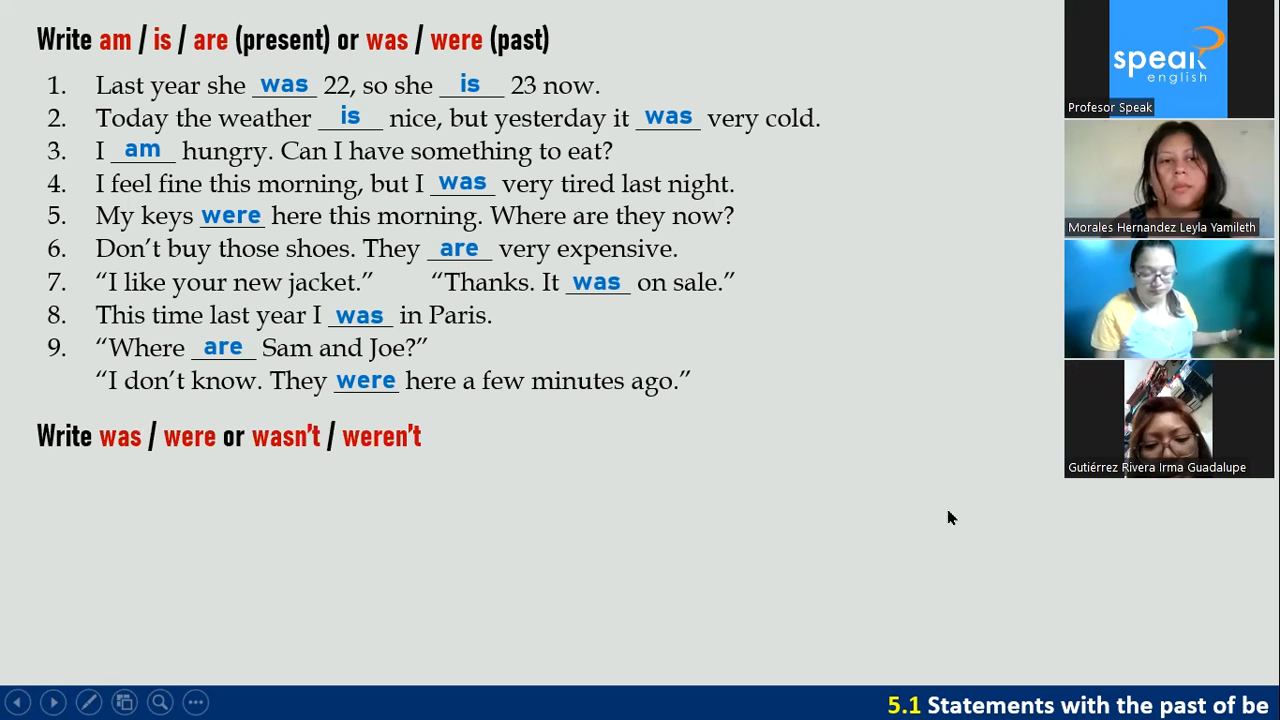 Write am / is / are (present) or was / were (past)
1. Last year she was 22, so she is 23 now.
2. Today the weather is nice, but yesterday it was very cold.
3. I am hungry. Can I have something to eat?
4. I feel fine this morning, but I was very tired last night.
5. My keys were here this morning. Where are they now?
6. Don't buy those shoes. They are very expensive.
7. “I like your new jacket.” “Thanks. It was on sale.”
8. This time last year I was in Paris.
9. “Where are Sam and Joe?”
“I don't know. They were here a few minutes ago.”
Write was / were or wasn't / weren't
speak
english
Profesor Speak
Morales Hernandez Leyla Yamileth
Gutiérrez Rivera Irma Guadalupe
5.1 Statements with the past of be